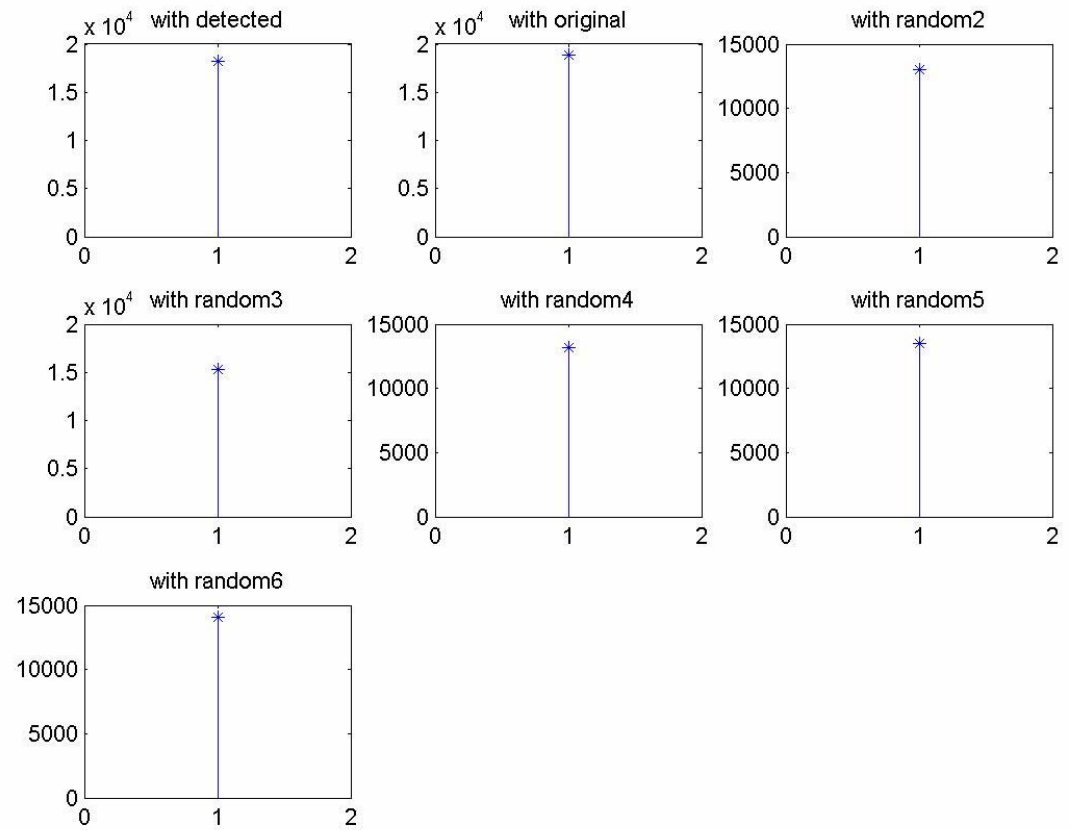 x 10^4 with detected
2
1.5
1
0.5
0
0 1 2
x 10^4 with original
2
1.5
1
0.5
0
0 1 2
with random2
15000
10000
5000
0
0 1 2
x 10^4 with random3
2
1.5
1
0.5
0
0 1 2
with random4
15000
10000
5000
0
0 1 2
with random5
15000
10000
5000
0
0 1 2
with random6
15000
10000
5000
0
0 1 2